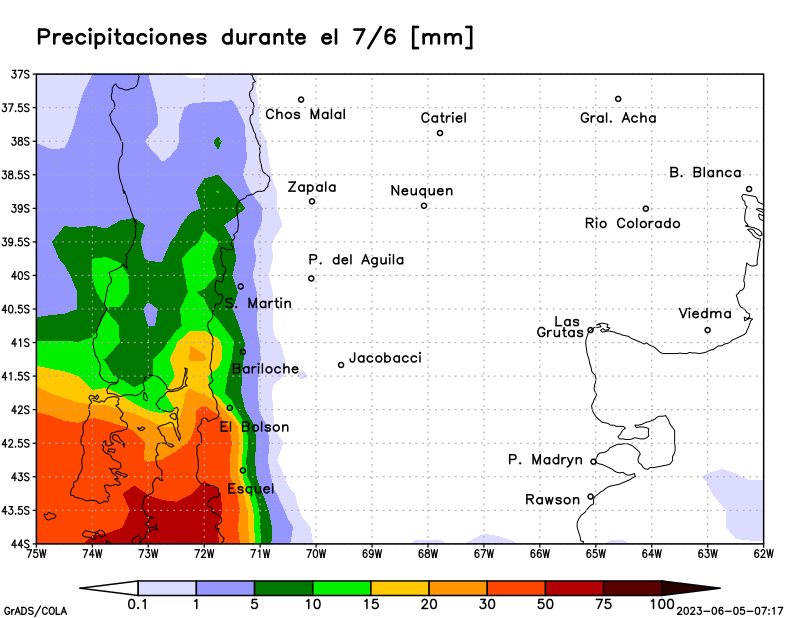 Precipitaciones durante el 7/6 [mm]
37S
37.5S
Chos Malal
Catriel
Gral. Acha
38S
38.5S
B. Blanca
Zapala
Neuquen
39S
Rio Colorado
39.5S
P. del Aguila
40S
S. Martin
40.5S
Las
Grutas
Viedma
41S
Jacobacci
Bariloche
41.5S
42S
El Bolson
42.5S
P. Madryn
43S
Esquel
Rawson
43.5S
44S
75W 74W 73W 72W 71W 70W 69W 68W 67W 66W 65W 64W 63W 62W
0.1 1 5 10 15 20 30 50 75 100
GrADS/COLA
2023-06-05-07:17